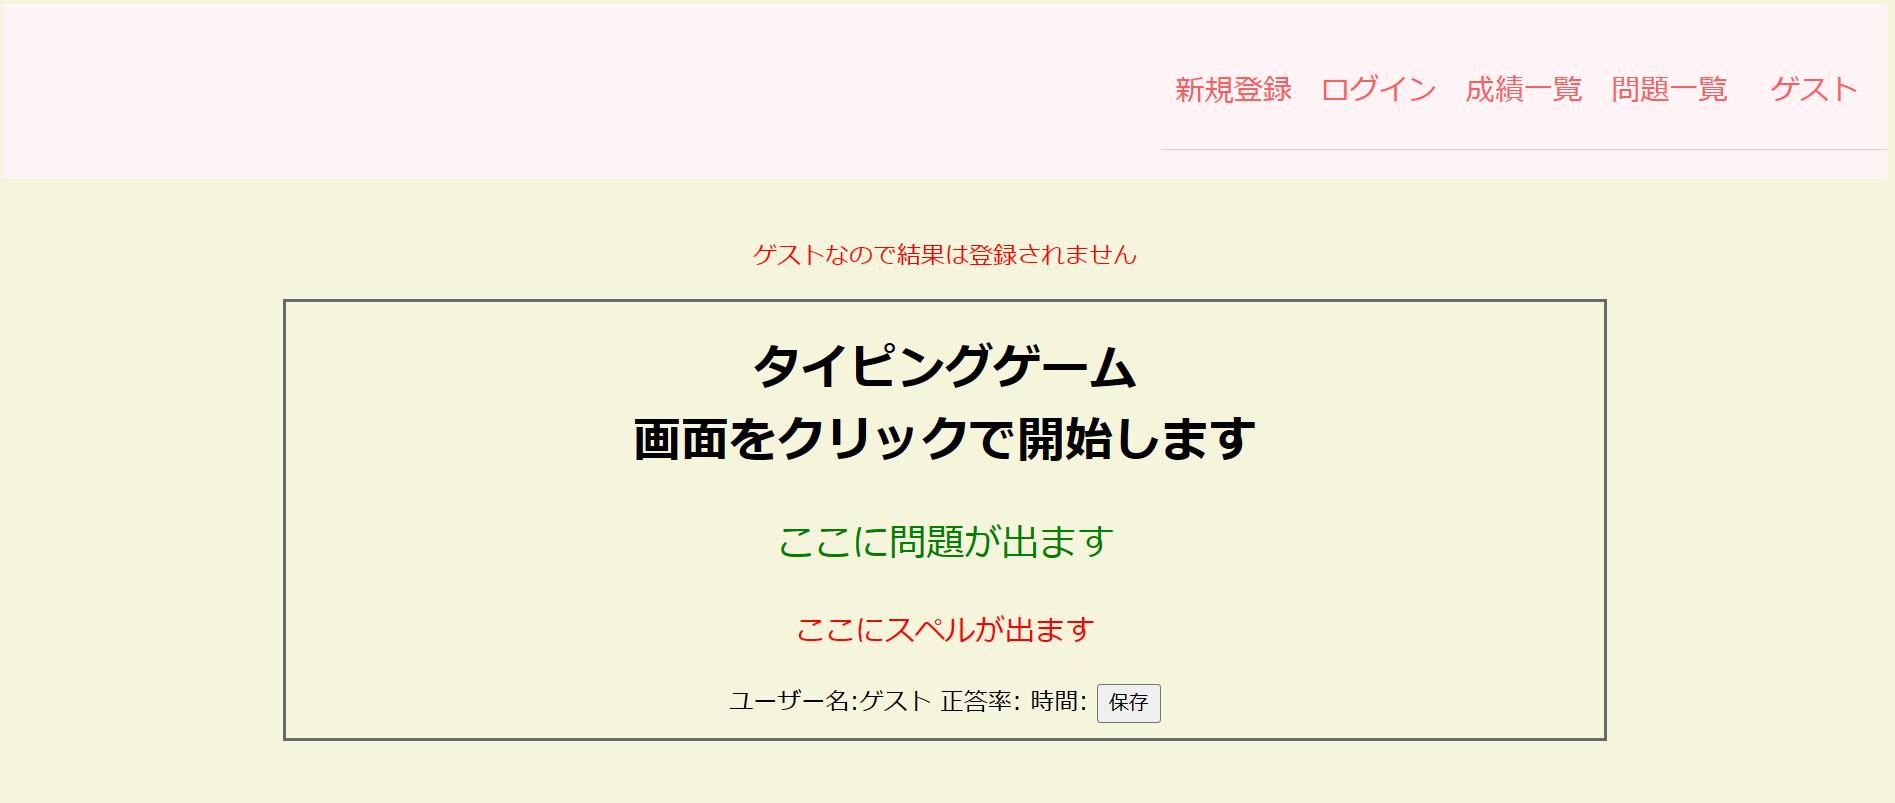 新規登録 ログイン 成績一覧 問題一覧 ゲスト
ゲストなので結果は登録されません
タイピングゲーム
画面をクリックで開始します
ここに問題が出ます
ここにスペルが出ます
ユーザー名:ゲスト 正答率: 時間: 保存